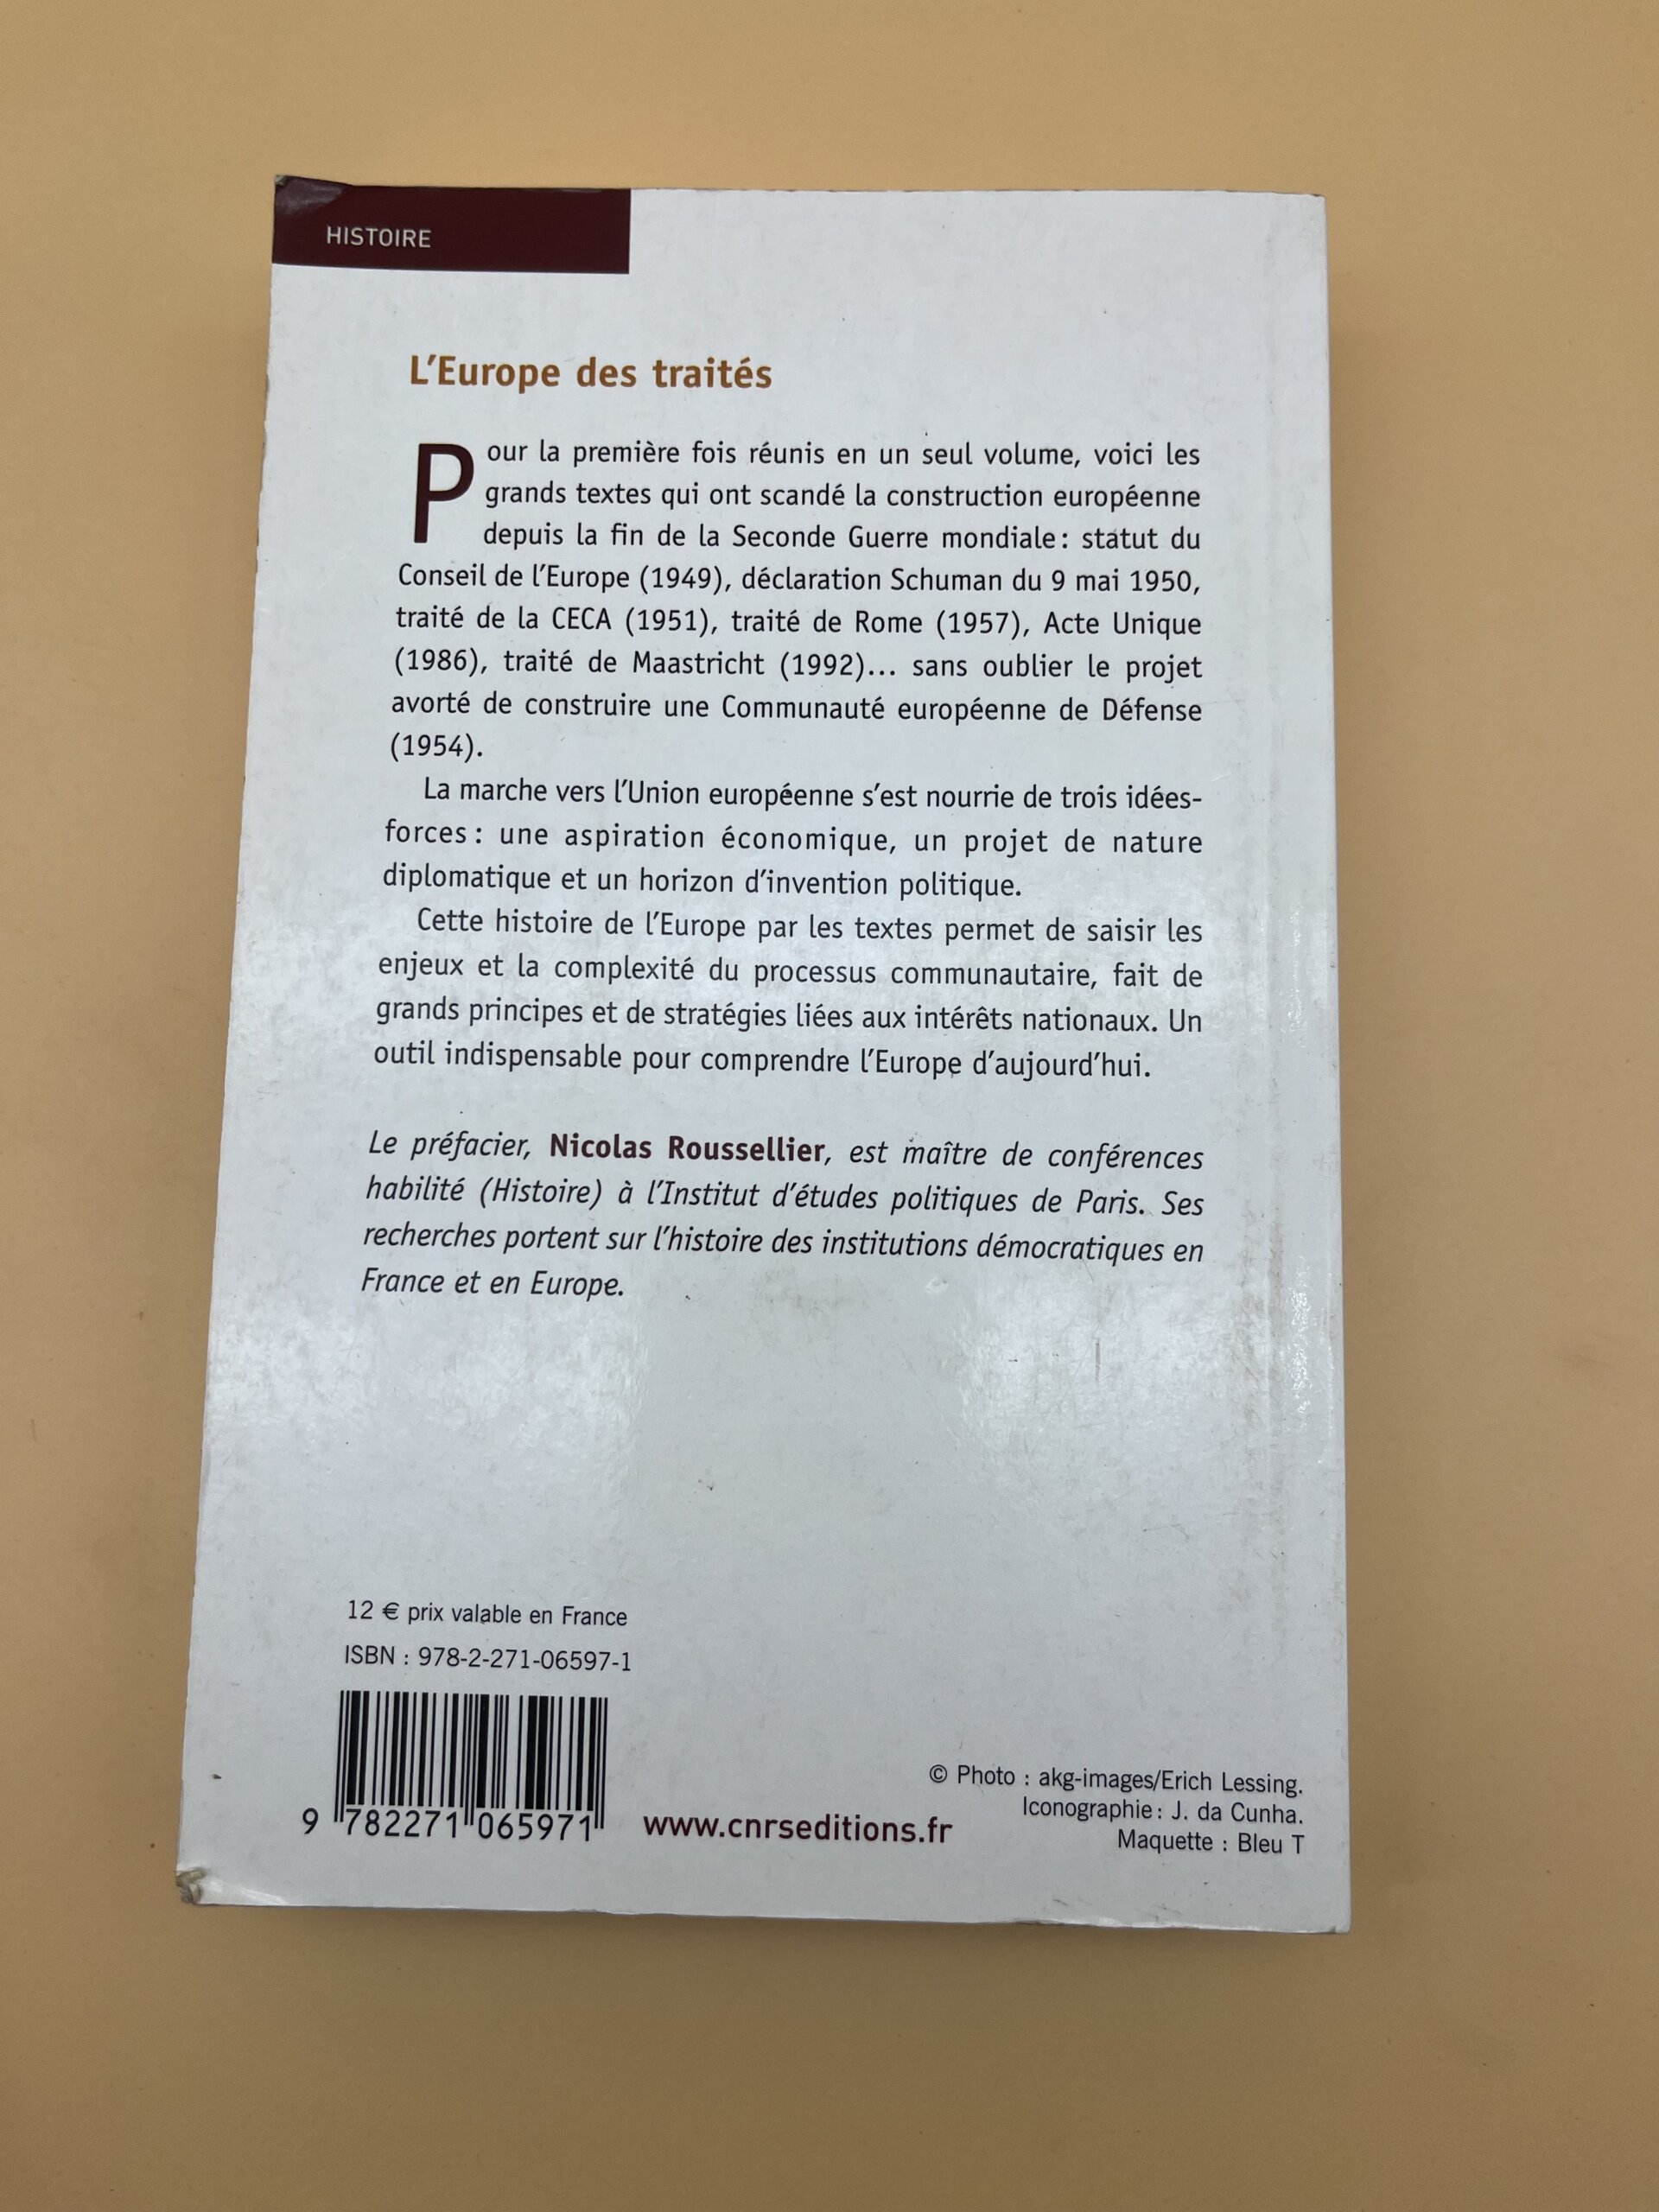 HISTOIRE
L'Europe des traités
Pour la première fois réunis en un seul volume, voici les
grands textes qui ont scandé la construction européenne
depuis la fin de la Seconde Guerre mondiale : statut du
Conseil de l'Europe (1949), déclaration Schuman du 9 mai 1950,
traité de la CECA (1951), traité de Rome (1957), Acte Unique
(1986), traité de Maastricht (1992)... sans oublier le projet
avorté de construire une Communauté européenne de Défense
(1954).
La marche vers l'Union européenne s'est nourrie de trois idées-
forces : une aspiration économique, un projet de nature
diplomatique et un horizon d'invention politique.
Cette histoire de l'Europe par les textes permet de saisir les
enjeux et la complexité du processus communautaire, fait de
grands principes et de stratégies liées aux intérêts nationaux. Un
outil indispensable pour comprendre l'Europe d'aujourd'hui.
Le préfacier, Nicolas Roussellier, est maître de conférences
habilité (Histoire) à l'Institut d'études politiques de Paris. Ses
recherches portent sur l'histoire des institutions démocratiques en
France et en Europe.
12 € prix valable en France
ISBN : 978-2-271-06597-1
9 782271 065971
www.cnrseditions.fr
© Photo : akg-images/Erich Lessing.
Iconographie : J. da Cunha.
Maquette : Bleu T